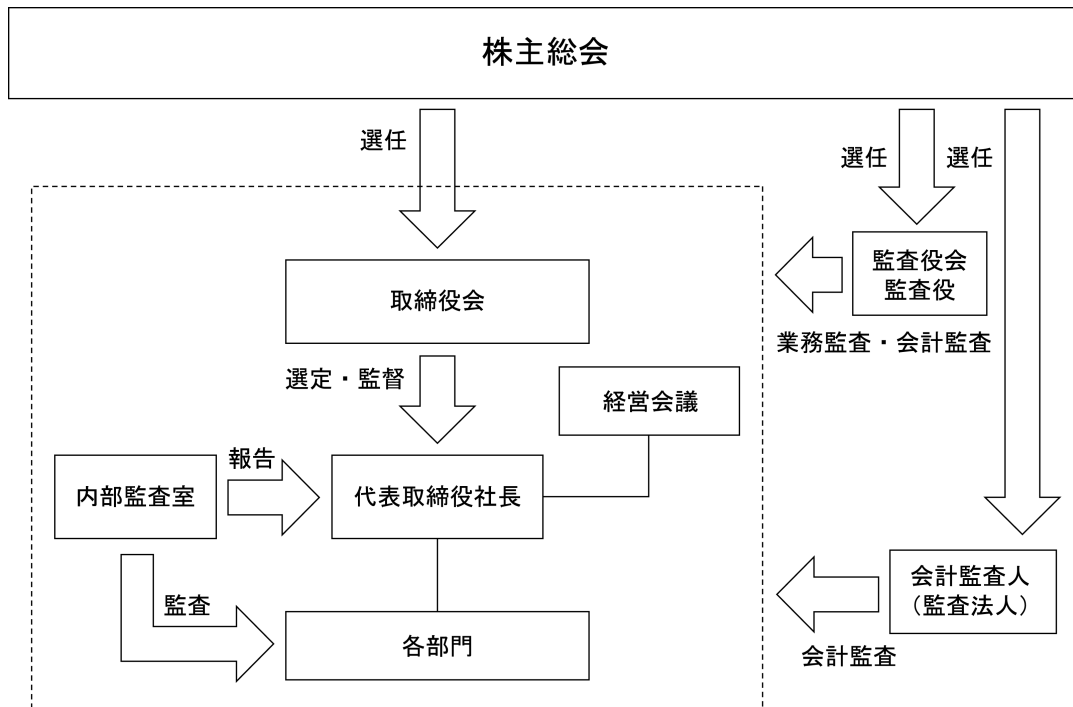 株主総会
選任
選任
選任
監査役会
監査役
取締役会
業務監査・会計監査
選定・監督
経営会議
報告
内部監査室
代表取締役社長
会計監査人
（監査法人）
監査
各部門
会計監査